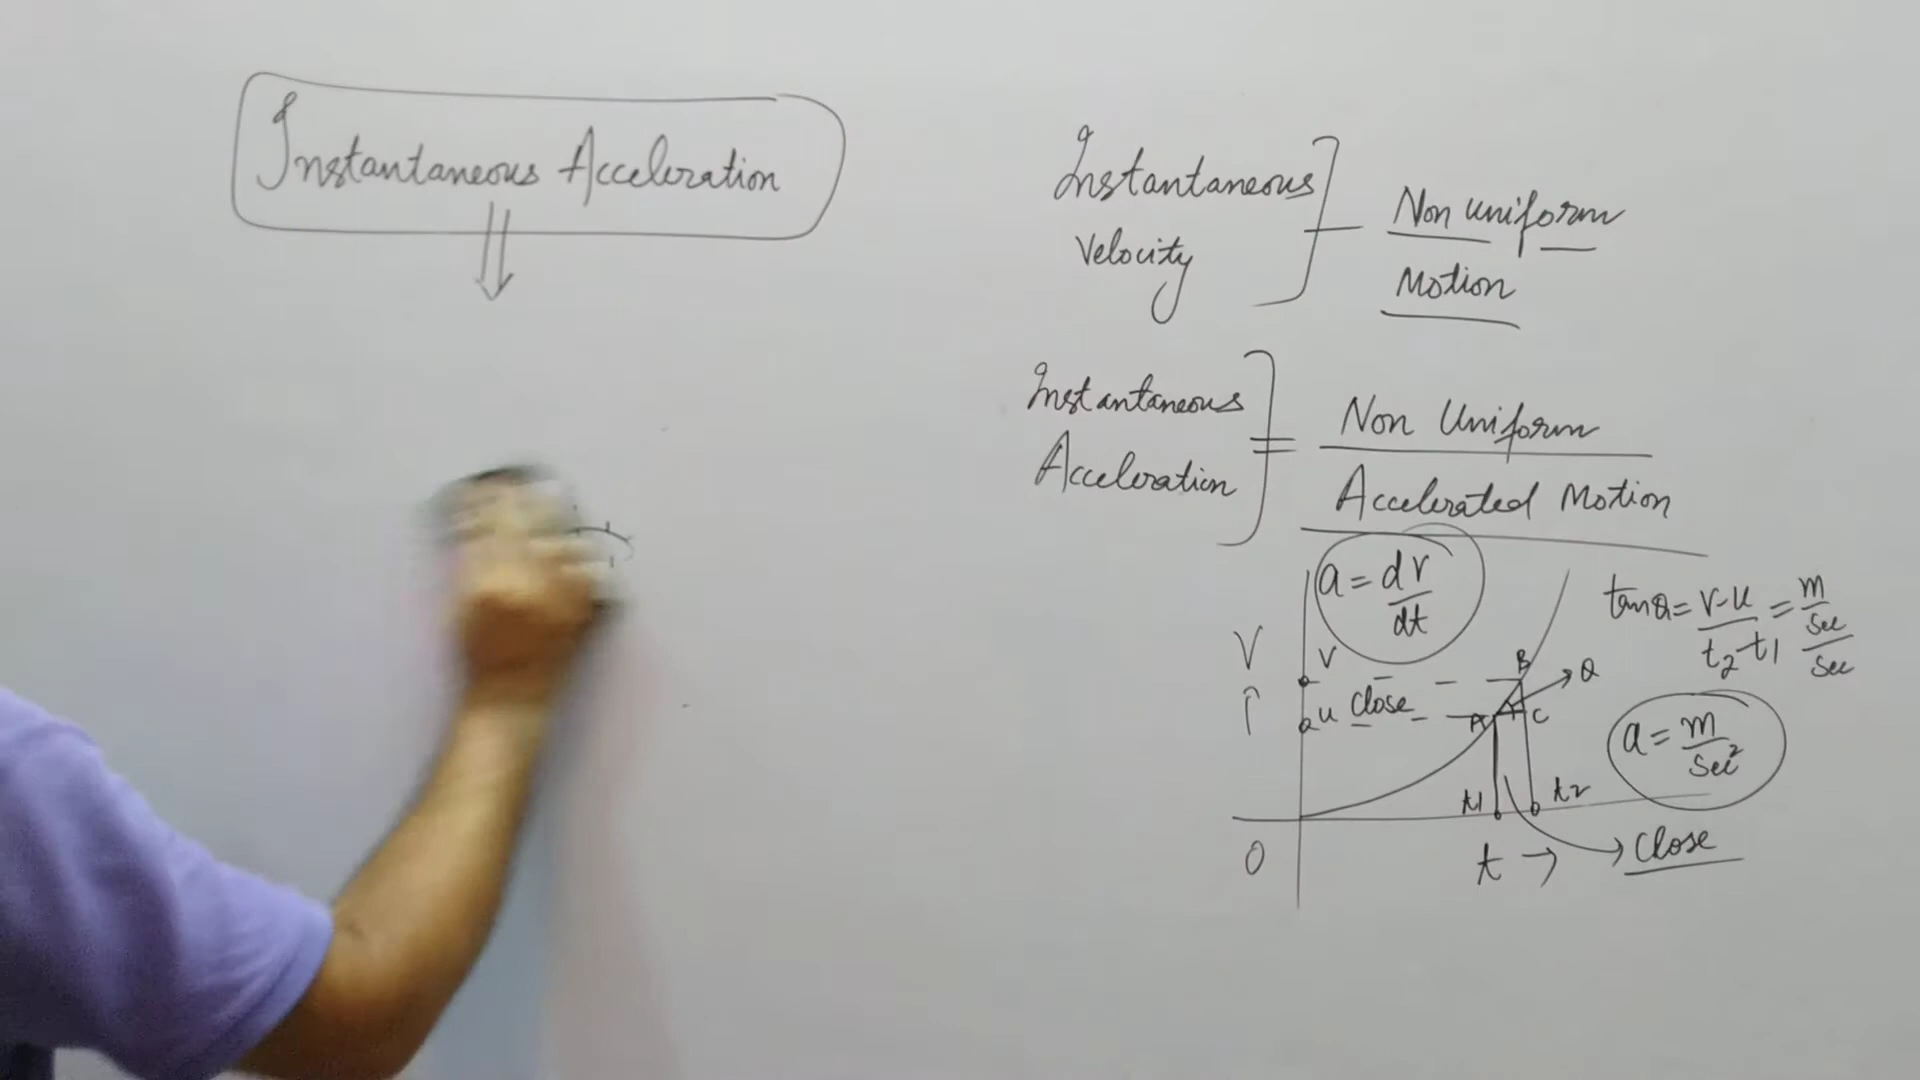 Instantaneous Acceleration
Instantaneous
Velocity
Non uniform
Motion
Instantaneous
Acceleration
=
Non Uniform
Accelerated Motion
a = dv/dt
tanθ = v-u/t2-t1 = m/sec/sec
V
V
B
θ
u close
A
C
a = m/sec²
t1
t2
O
t →
close